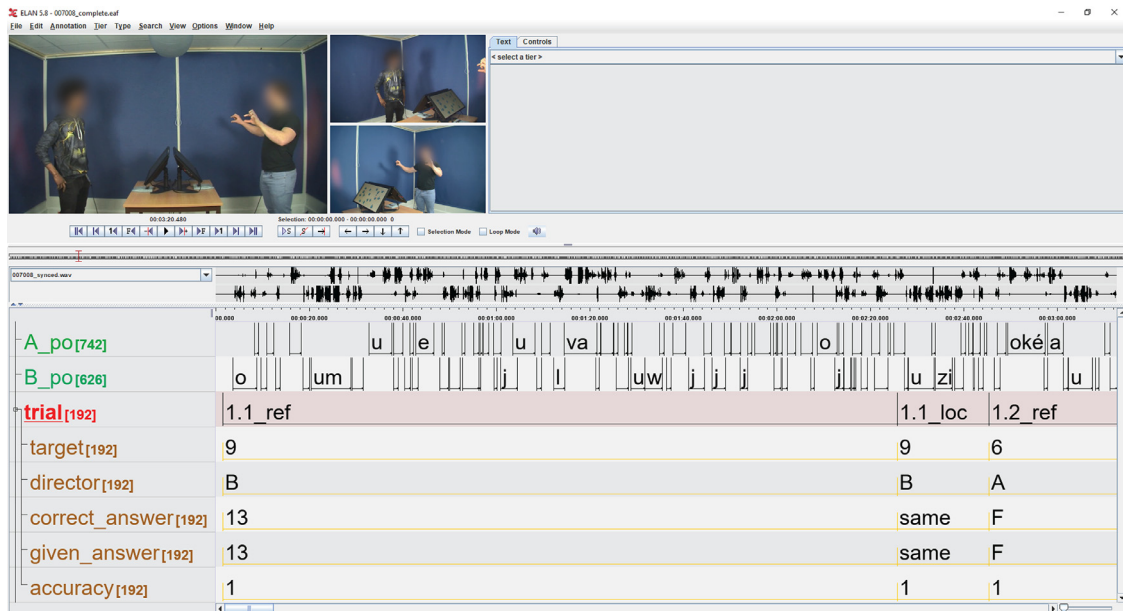 ELAN 5.8 - 007008_complete.eaf
File Edit Annotation Tier Type Search View Options Window Help
Text Controls
< select a tier >
00:03:20.480
Selection: 00:00:00.000 - 00:00:00.000 0
Selection Mode Loop Mode
007008_synced.wav
00.000 00:00:20.000 00:00:40.000 00:01:00.000 00:01:20.000 00:01:40.000 00:02:00.000 00:02:20.000 00:02:40.000 00:03:00.000
A_po[742] u e u va o oké a
B_po[626] o um j l u w j j j j u zi u
trial[192] 1.1_ref 1.1_loc 1.2_ref
target[192] 9 9 6
director[192] B B A
correct_answer[192] 13 same F
given_answer[192] 13 same F
accuracy[192] 1 1 1